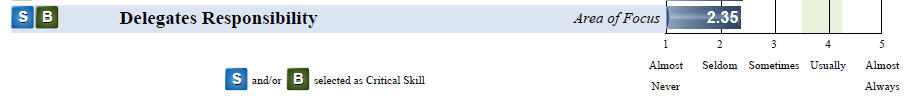 S B Delegates Responsibility Area of Focus 2.35
1 2 3 4 5
Almost Never Seldom Sometimes Usually Almost Always
S and/or B selected as Critical Skill